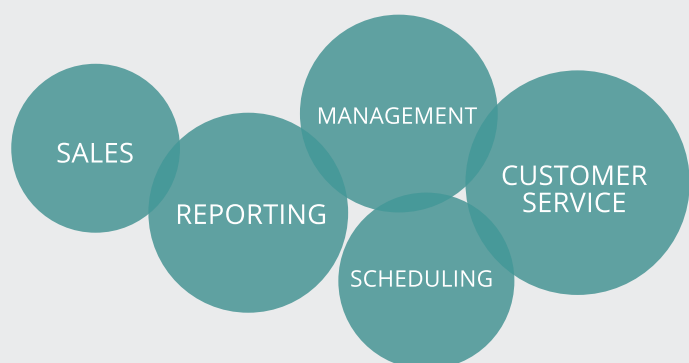 SALES
REPORTING
MANAGEMENT
SCHEDULING
CUSTOMER
SERVICE